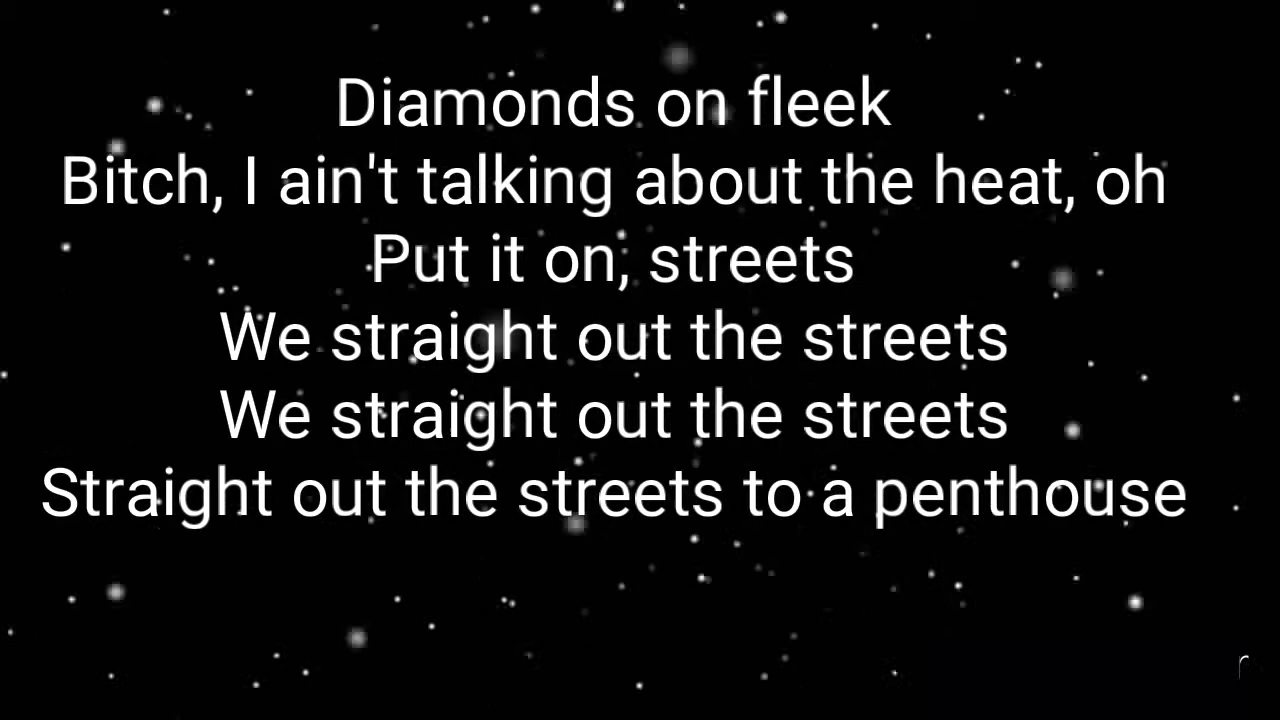 Diamonds on fleek
Bitch, I ain't talking about the heat, oh
Put it on, streets
We straight out the streets
We straight out the streets
Straight out the streets to a penthouse